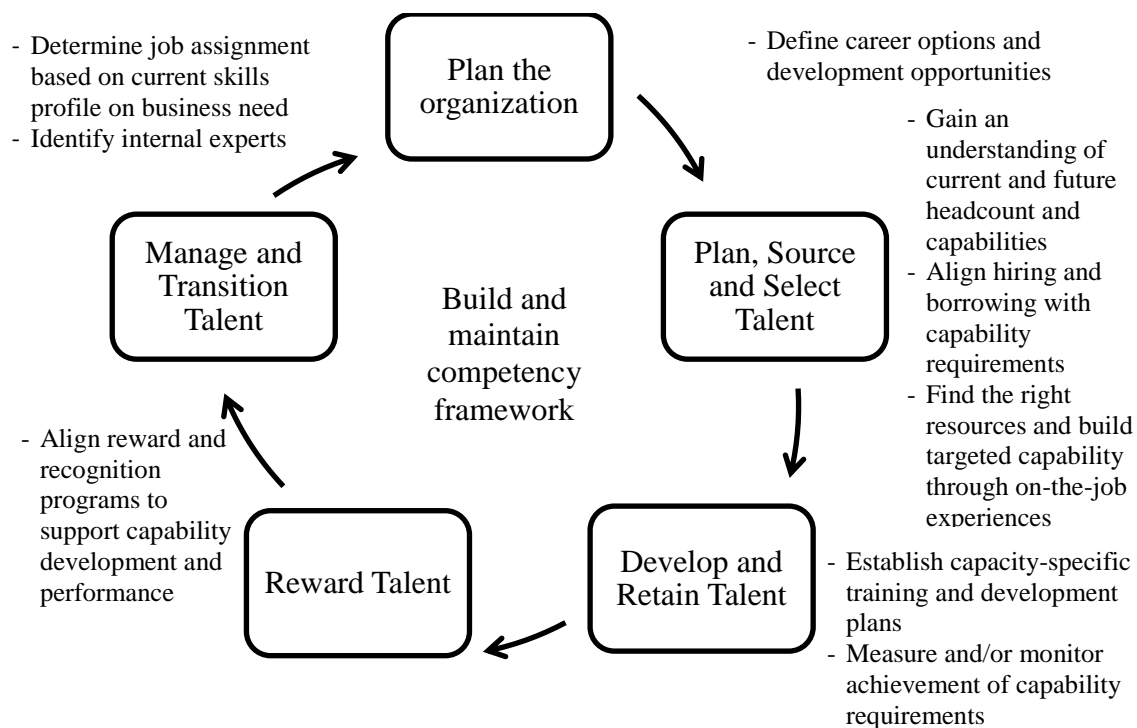 Plan the
organization
- Define career options and
development opportunities
- Gain an
understanding of
current and future
headcount and
capabilities
- Align hiring and
borrowing with
capability
requirements
- Find the right
resources and build
targeted capability
through on-the-job
experiences
Plan, Source
and Select
Talent
Develop and
Retain Talent
- Establish capacity-specific
training and development
plans
- Measure and/or monitor
achievement of capability
requirements
Reward Talent
- Align reward and
recognition
programs to
support capability
development and
performance
Manage and
Transition
Talent
- Determine job assignment
based on current skills
profile on business need
- Identify internal experts
Build and
maintain
competency
framework